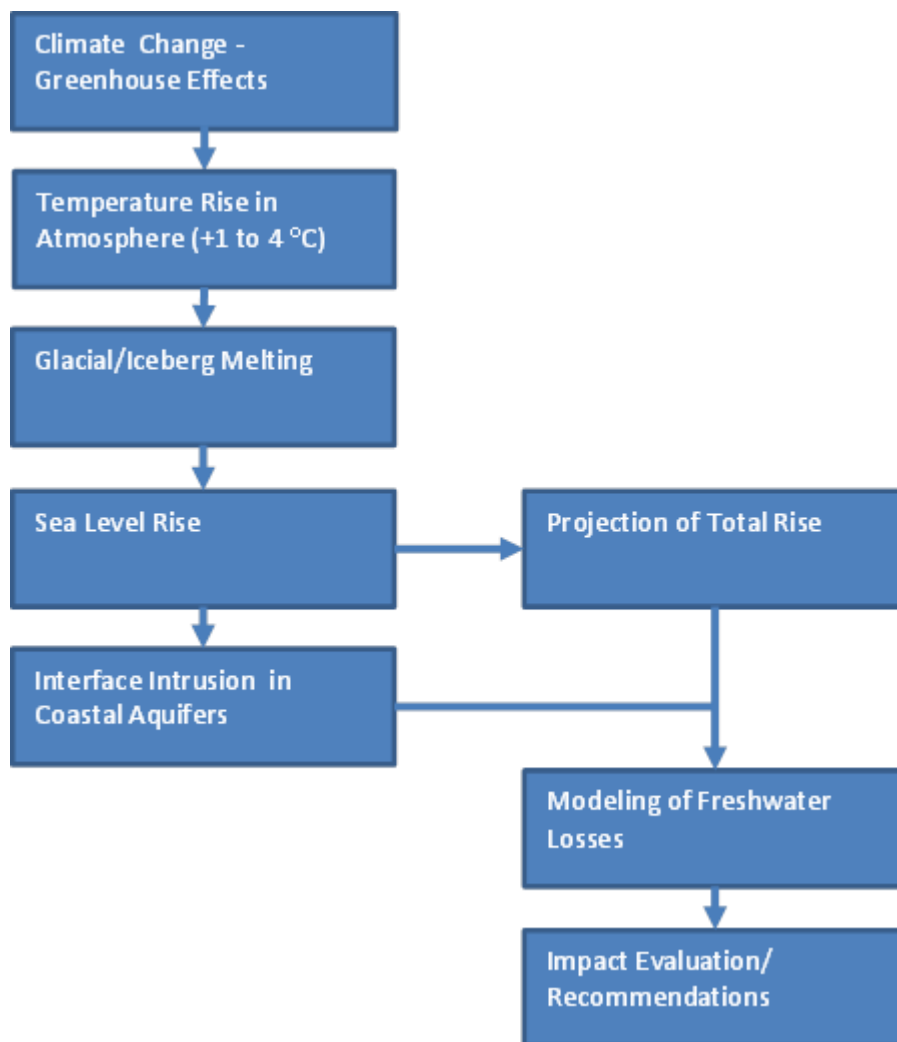 Climate  Change -
Greenhouse Effects
Temperature Rise in
Atmosphere (+1 to 4 °C)
Glacial/Iceberg Melting
Sea Level Rise
Projection of Total Rise
Interface Intrusion  in
Coastal Aquifers
Modeling of Freshwater
Losses
Impact Evaluation/
Recommendations